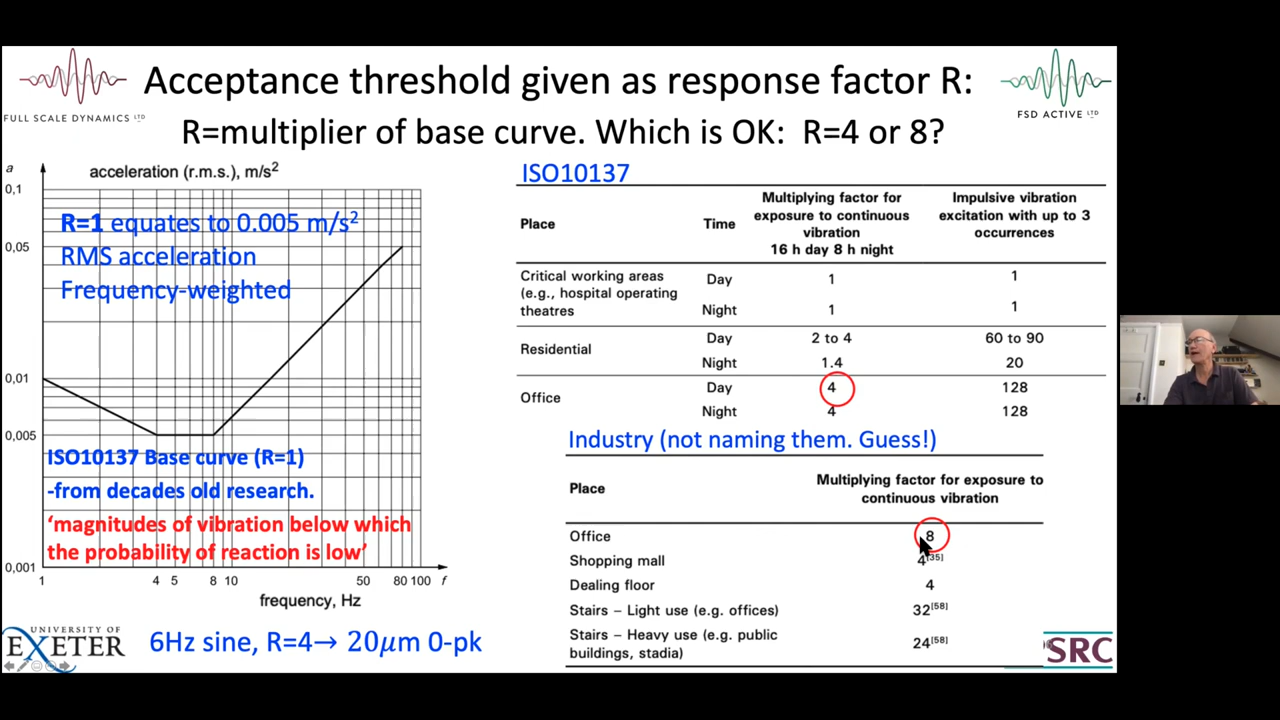 Acceptance threshold given as response factor R:
R=multiplier of base curve. Which is OK: R=4 or 8?
FULL SCALE DYNAMICS LTD
FSD ACTIVE LTD
a
acceleration (r.m.s.), m/s²
0,1
0,05
0,01
0,005
0,001
R=1 equates to 0.005 m/s²
RMS acceleration
Frequency-weighted
ISO10137 Base curve (R=1)
-from decades old research.
‘magnitudes of vibration below which
the probability of reaction is low’
1 4 5 8 10 50 80 100 f
frequency, Hz
UNIVERSITY OF
EXETER
6Hz sine, R=4→ 20μm 0-pk
ISO10137
Place Time Multiplying factor for exposure to continuous vibration 16 h day 8 h night Impulsive vibration excitation with up to 3 occurrences
Critical working areas (e.g., hospital operating theatres Day 1 1
Night 1 1
Residential Day 2 to 4 60 to 90
Night 1.4 20
Office Day 4 128
Night 4 128
Industry (not naming them. Guess!)
Place Multiplying factor for exposure to continuous vibration
Office 8
Shopping mall 4[35]
Dealing floor 4
Stairs – Light use (e.g. offices) 32[58]
Stairs – Heavy use (e.g. public buildings, stadia) 24[58]
SRC